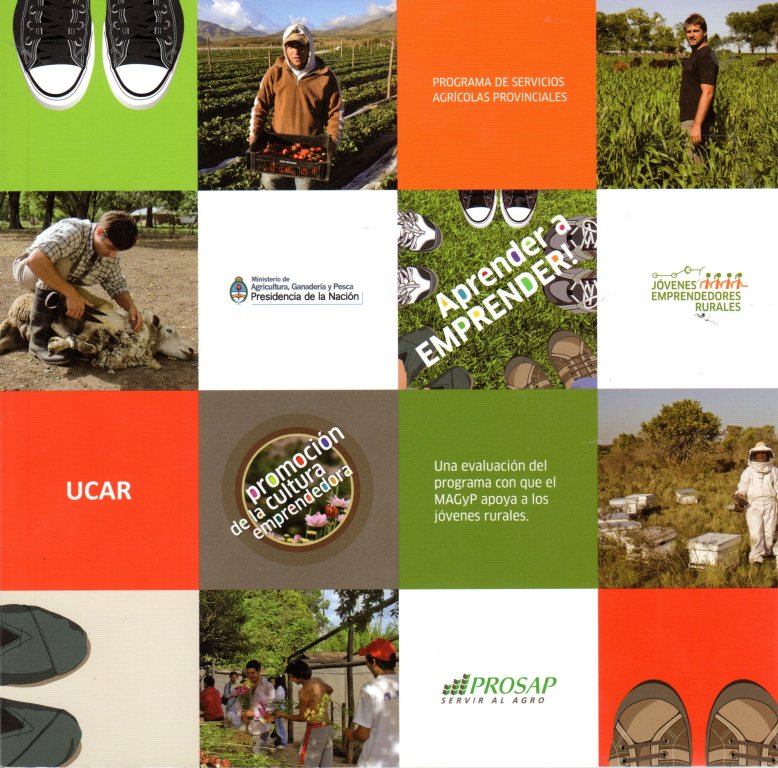 PROGRAMA DE SERVICIOS
AGRÍCOLAS PROVINCIALES
Ministerio de
Agricultura, Ganadería y Pesca
Presidencia de la Nación
Aprender a
EMPRENDER!
JÓVENES
EMPRENDEDORES
RURALES
UCAR
promoción
de la cultura
emprendedora
Una evaluación del
programa con que el
MAGyP apoya a los
jóvenes rurales.
PROSAP
SERVIR AL AGRO